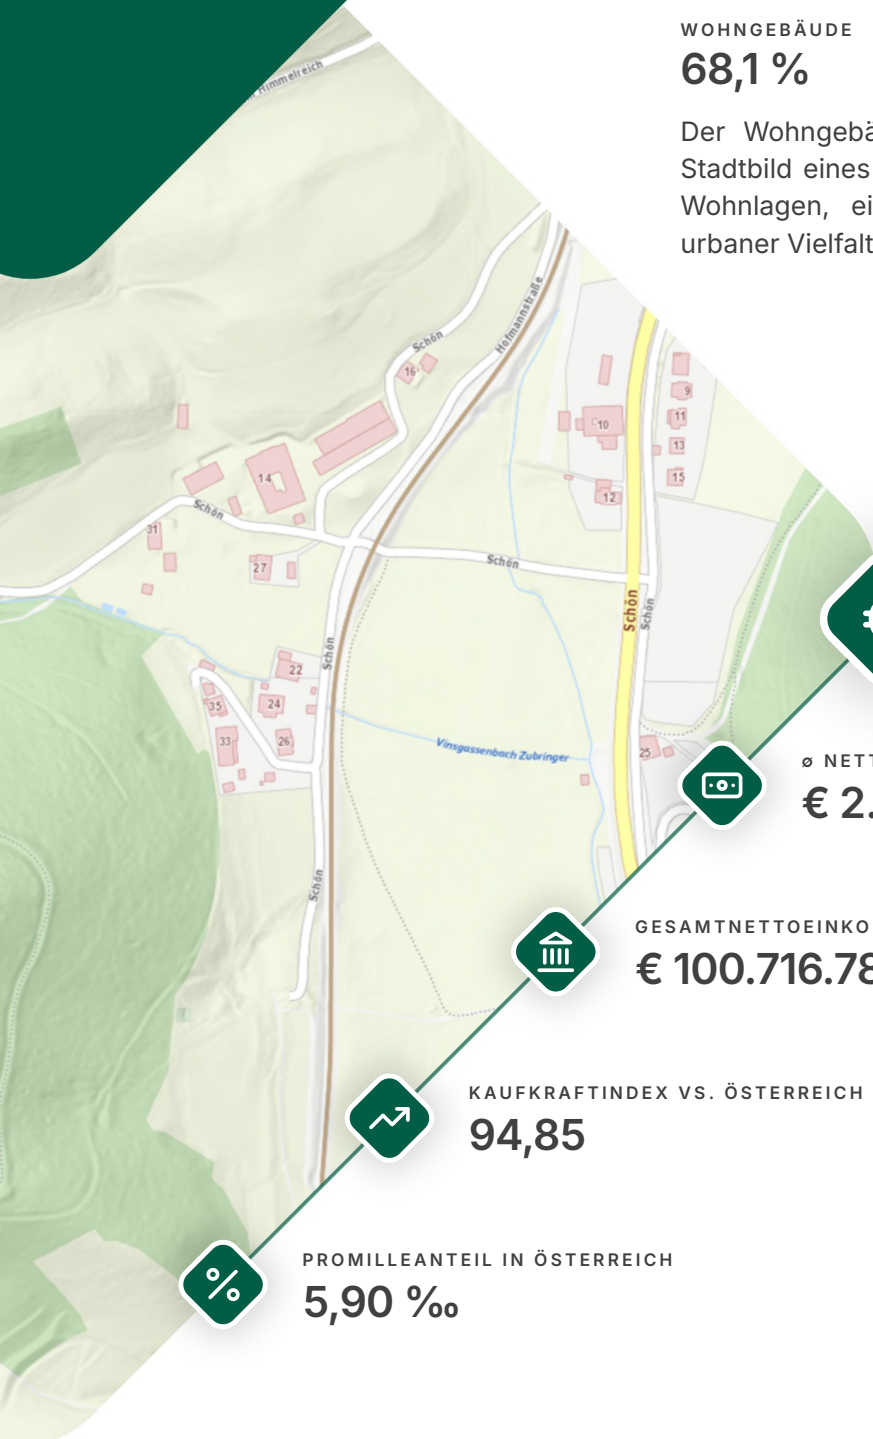 WOHNGEBÄUDE
68,1 %
Der Wohngebä
Stadtbild eines
Wohnlagen, ei
urbaner Vielfalt
Himmelreich
Hofmannstraße
Schön
16
9
11
10
13
14
15
12
Schön
31
Schön
27
Schön
Schön
Schön
22
35
24
33
26
Vinsgassenbach Zubringer
25
ø NETT
€ 2.
Schön
GESAMTNETTOEINKO
€ 100.716.78
KAUFKRAFTINDEX VS. ÖSTERREICH
94,85
PROMILLEANTEIL IN ÖSTERREICH
5,90 ‰